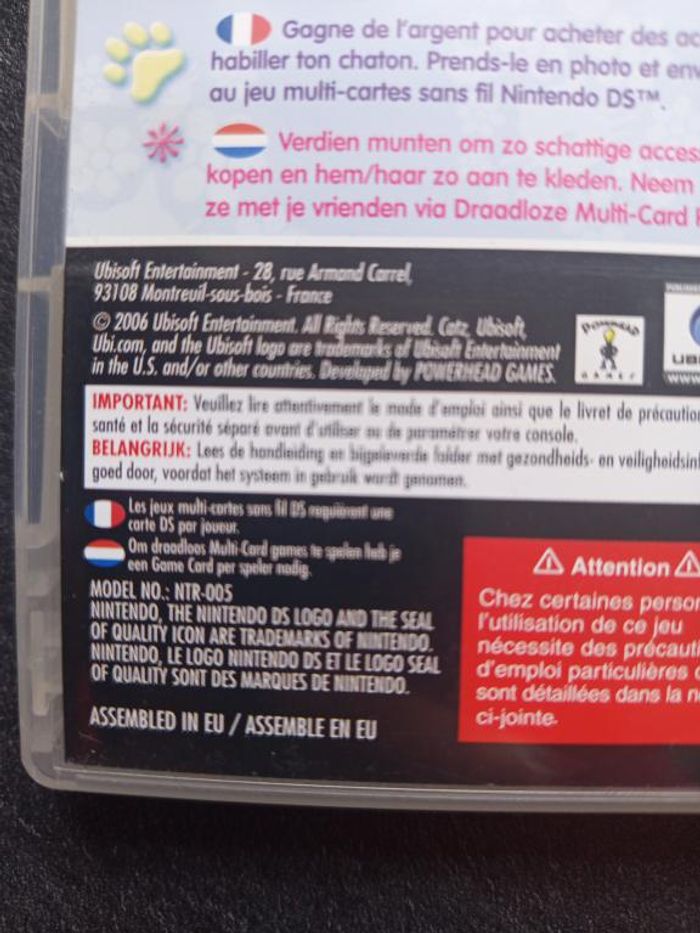 Gagne de l'argent pour acheter des ac
habiller ton chaton. Prends-le en photo et env
au jeu multi-cartes sans fil Nintendo DS™.
Verdien munten om zo schattige access
kopen en hem/haar zo aan te kleden. Neem
ze met je vrienden via Draadloze Multi-Card
Ubisoft Entertainment - 28, rue Armand Carrel,
93108 Montreuil-sous-bois - France
© 2006 Ubisoft Entertainment. All Rights Reserved. Catz, Ubisoft,
Ubi.com, and the Ubisoft logo are trademarks of Ubisoft Entertainment
in the U.S. and/or other countries. Developed by POWERHEAD GAMES.
POWERHEAD
GAMES
UBI
www
IMPORTANT: Veuillez lire attentivement le mode d'emploi ainsi que le livret de précautio
santé et la sécurité séparé avant d'utiliser ou de paramétrer votre console.
BELANGRIJK: Lees de handleiding en bijgeleverde folder met gezondheids- en veiligheidsinf
goed door, voordat het systeem in gebruik wordt genomen.
Les jeux multi-cartes sans fil DS requièrent une
carte DS par joueur.
Om draadloos Multi-Card games te spelen heb je
een Game Card per speler nodig.
MODEL NO.: NTR-005
NINTENDO, THE NINTENDO DS LOGO AND THE SEAL
OF QUALITY ICON ARE TRADEMARKS OF NINTENDO.
NINTENDO, LE LOGO NINTENDO DS ET LE LOGO SEAL
OF QUALITY SONT DES MARQUES DE NINTENDO.
ASSEMBLED IN EU / ASSEMBLE EN EU
Attention
Chez certaines person
l'utilisation de ce jeu
nécessite des précauti
d'emploi particulières
sont détaillées dans la n
ci-jointe.